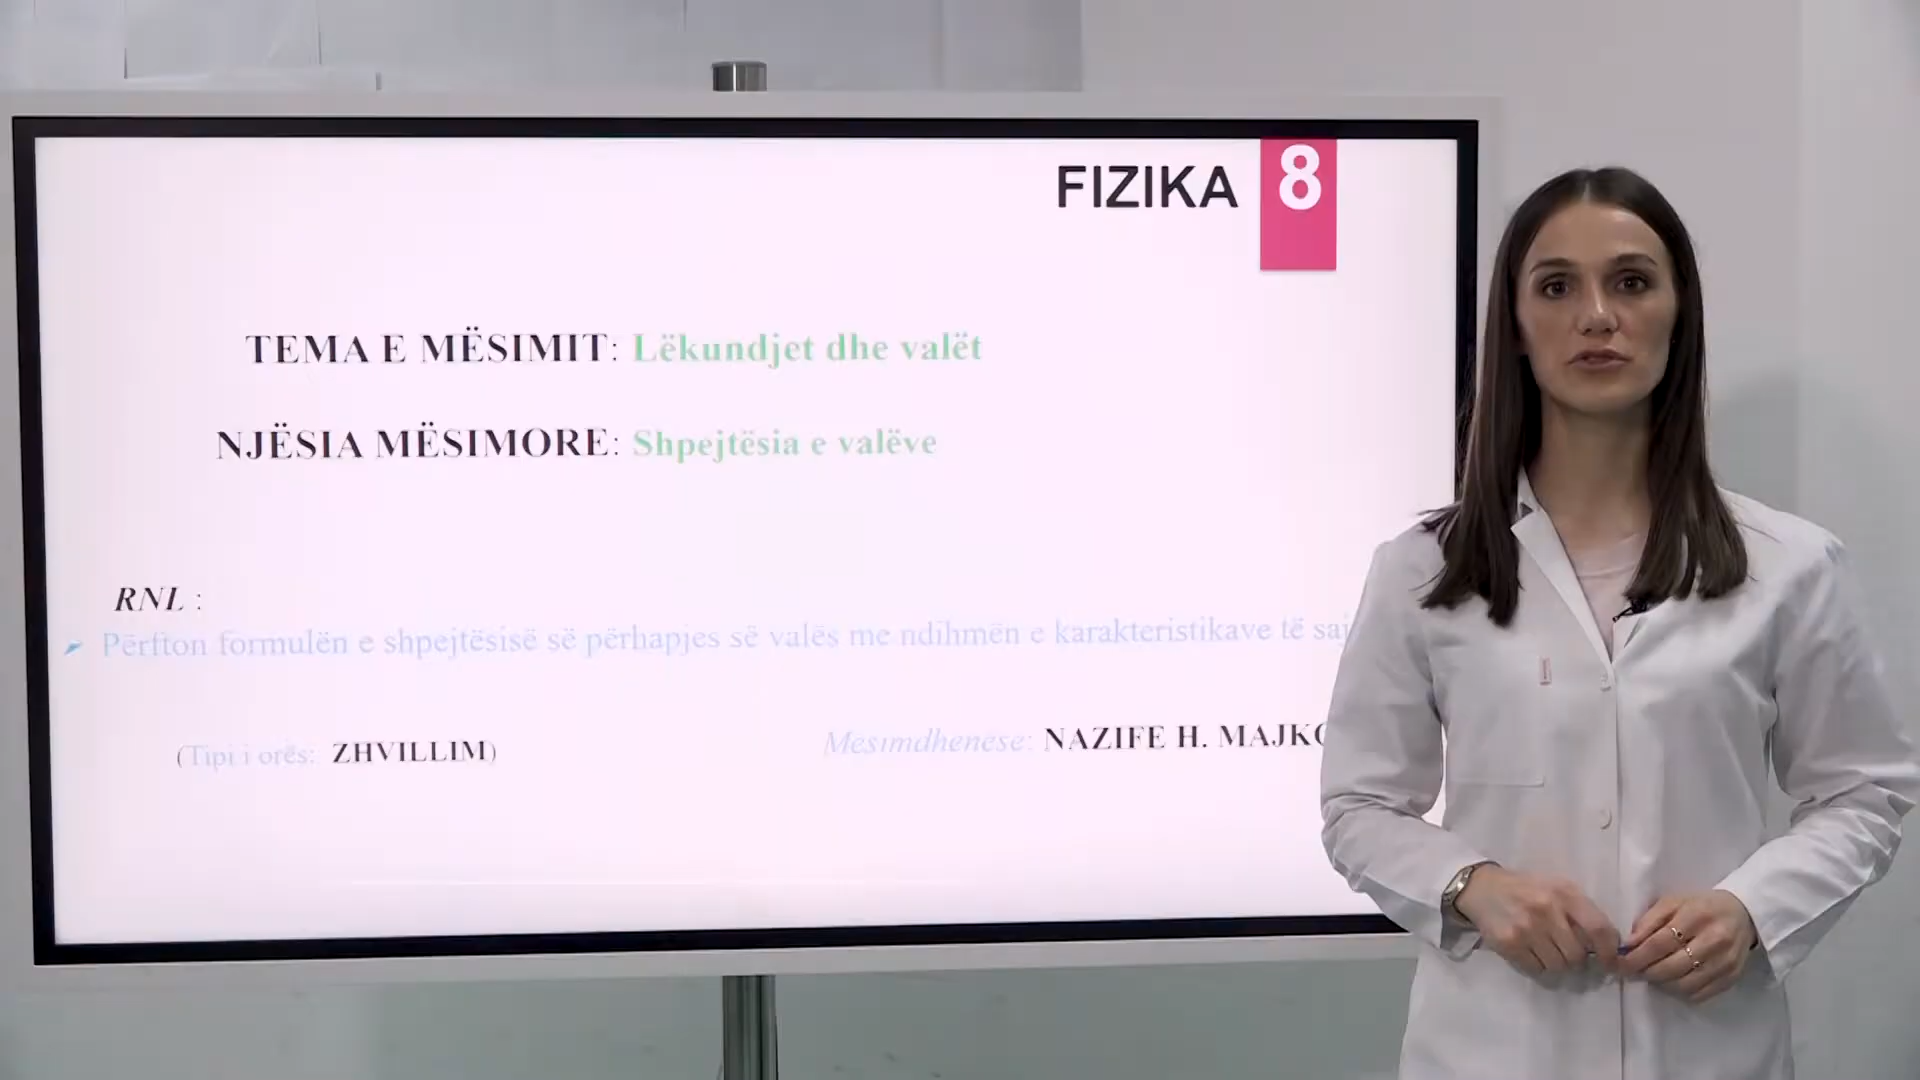 FIZIKA 8
TEMA E MËSIMIT: Lëkundjet dhe valët
NJËSIA MËSIMORE: Shpejtësia e valëve
RNL :
Përfton formulën e shpejtësisë së përhapjes së valës me ndihmën e karakteristikave të saj
(Tipi i orës: ZHVILLIM)
Mësimdhënëse: NAZIFE H.